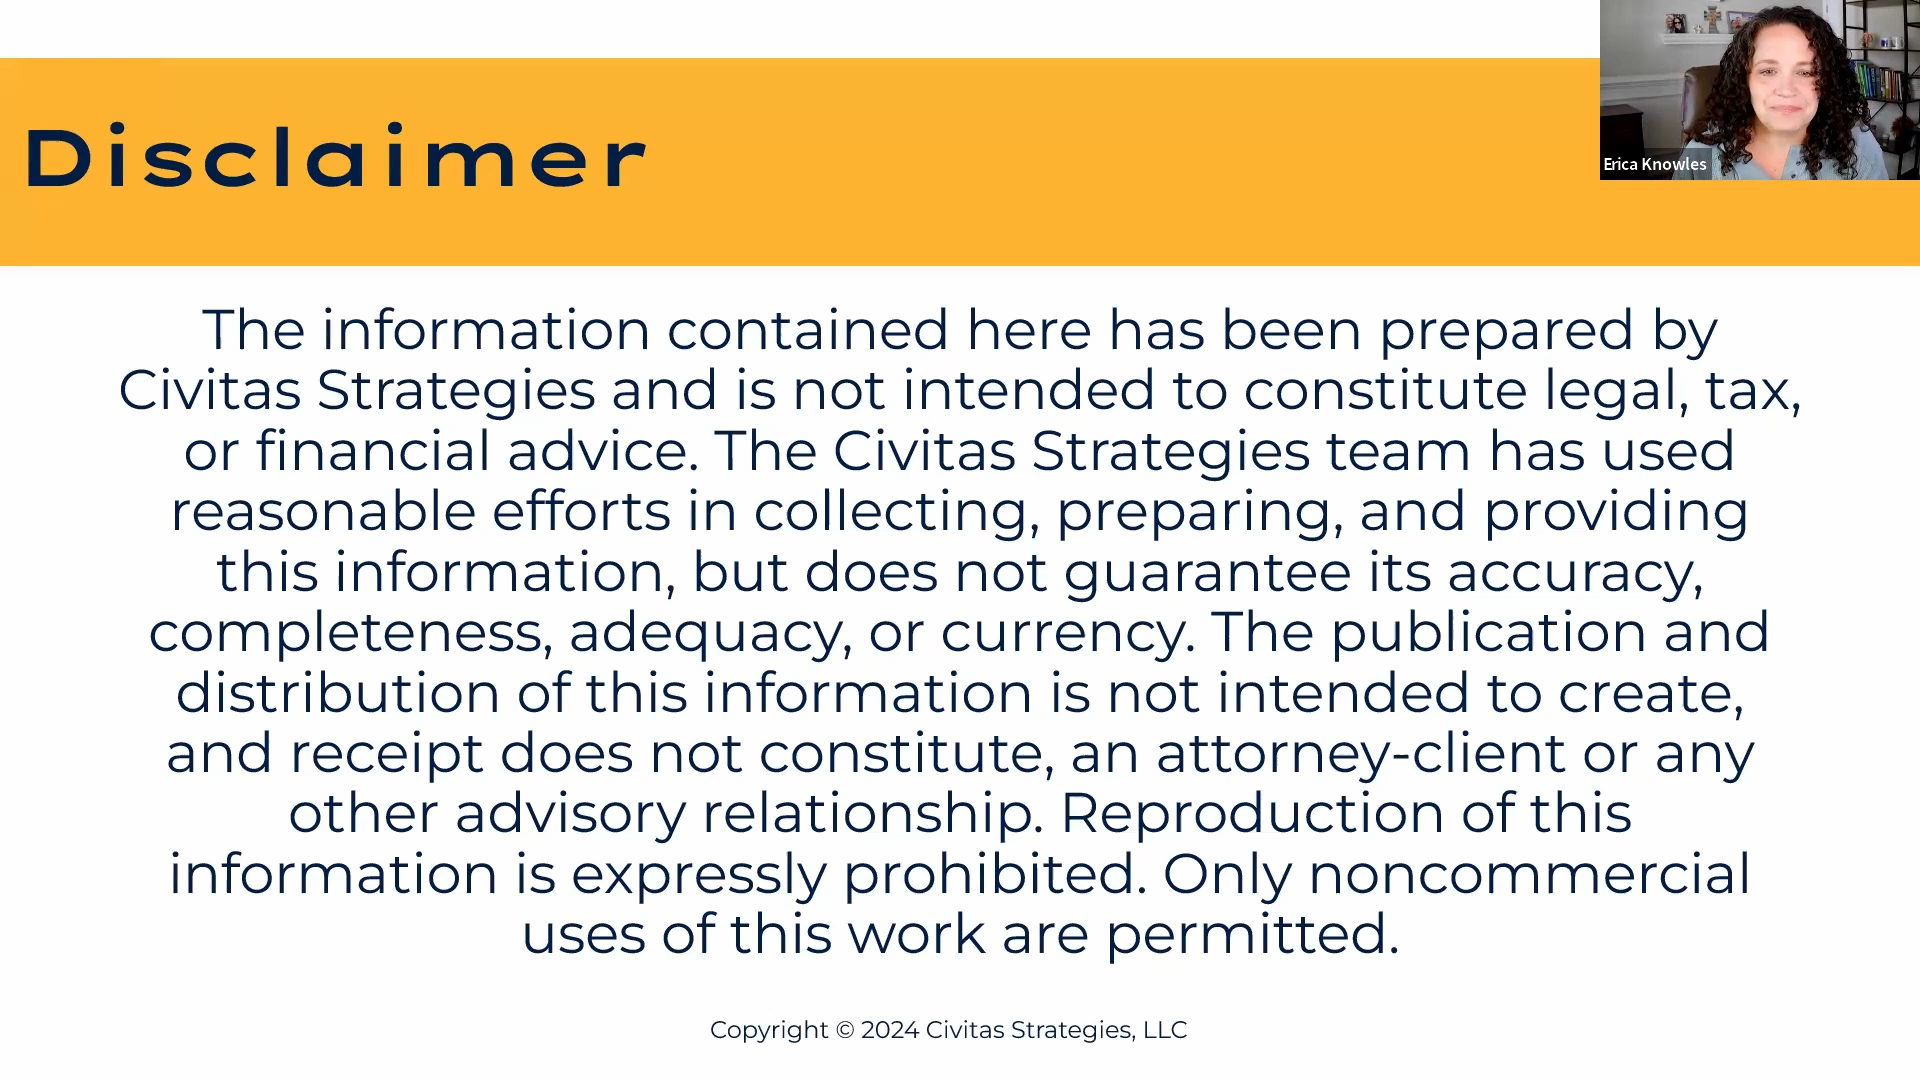 Disclaimer
Erica Knowles
The information contained here has been prepared by
Civitas Strategies and is not intended to constitute legal, tax,
or financial advice. The Civitas Strategies team has used
reasonable efforts in collecting, preparing, and providing
this information, but does not guarantee its accuracy,
completeness, adequacy, or currency. The publication and
distribution of this information is not intended to create,
and receipt does not constitute, an attorney-client or any
other advisory relationship. Reproduction of this
information is expressly prohibited. Only noncommercial
uses of this work are permitted.
Copyright © 2024 Civitas Strategies, LLC